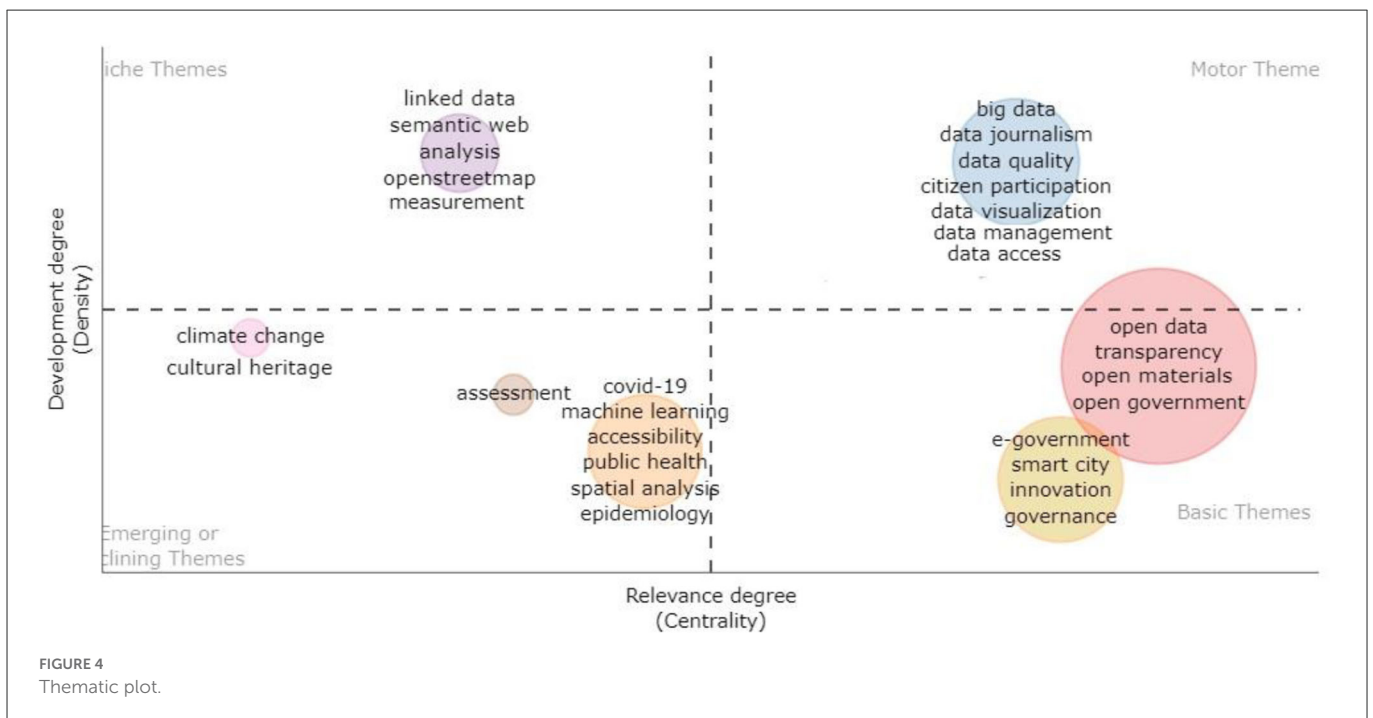 iche Themes
Motor Theme
linked data
semantic web
analysis
openstreetmap
measurement
big data
data journalism
data quality
citizen participation
data visualization
data management
data access
Development degree
(Density)
climate change
cultural heritage
assessment
covid-19
machine learning
accessibility
public health
spatial analysis
epidemiology
open data
transparency
open materials
open government
e-government
smart city
innovation
governance
Emerging or
clining Themes
Basic Themes
Relevance degree
(Centrality)
FIGURE 4
Thematic plot.